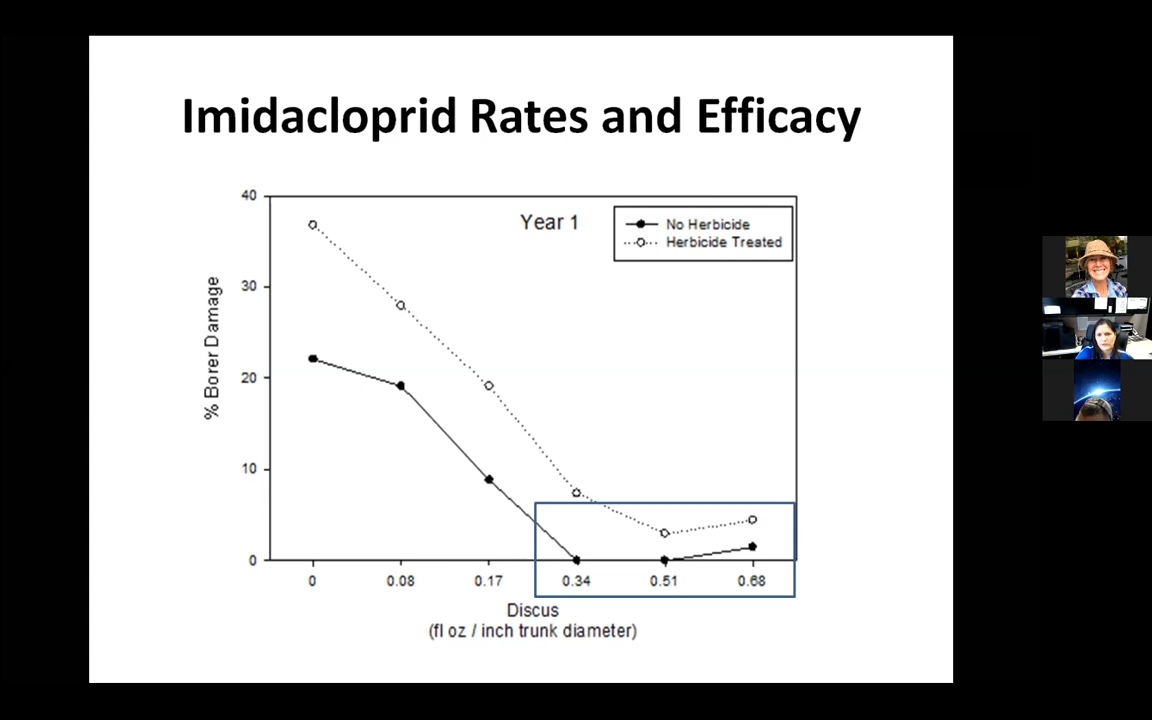 Imidacloprid Rates and Efficacy
Year 1
No Herbicide
Herbicide Treated
% Borer Damage
40
30
20
10
0
0 0.08 0.17 0.34 0.51 0.68
Discus
(fl oz / inch trunk diameter)